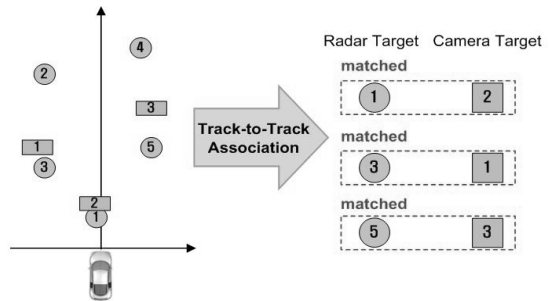 4
2
3
1
5
3
2
1
Track-to-Track
Association
Radar Target Camera Target
matched
1 2
matched
3 1
matched
5 3